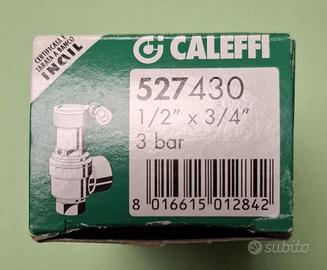 CERTIFICATA E
TARATA A BANCO
INAIL
CALEFFI
527430
1/2" x 3/4"
3 bar
8 016615 012842
subito